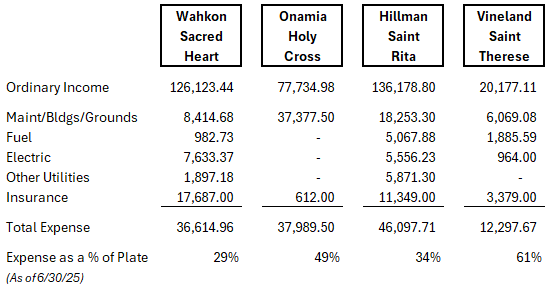 Wahkon Onamia Hillman Vineland
Sacred Holy Saint Saint
Heart Cross Rita Therese
Ordinary Income 126,123.44 77,734.98 136,178.80 20,177.11
Maint/Bldgs/Grounds 8,414.68 37,377.50 18,253.30 6,069.08
Fuel 982.73 - 5,067.88 1,885.59
Electric 7,633.37 - 5,556.23 964.00
Other Utilities 1,897.18 - 5,871.30 -
Insurance 17,687.00 612.00 11,349.00 3,379.00
Total Expense 36,614.96 37,989.50 46,097.71 12,297.67
Expense as a % of Plate 29% 49% 34% 61%
(As of 6/30/25)